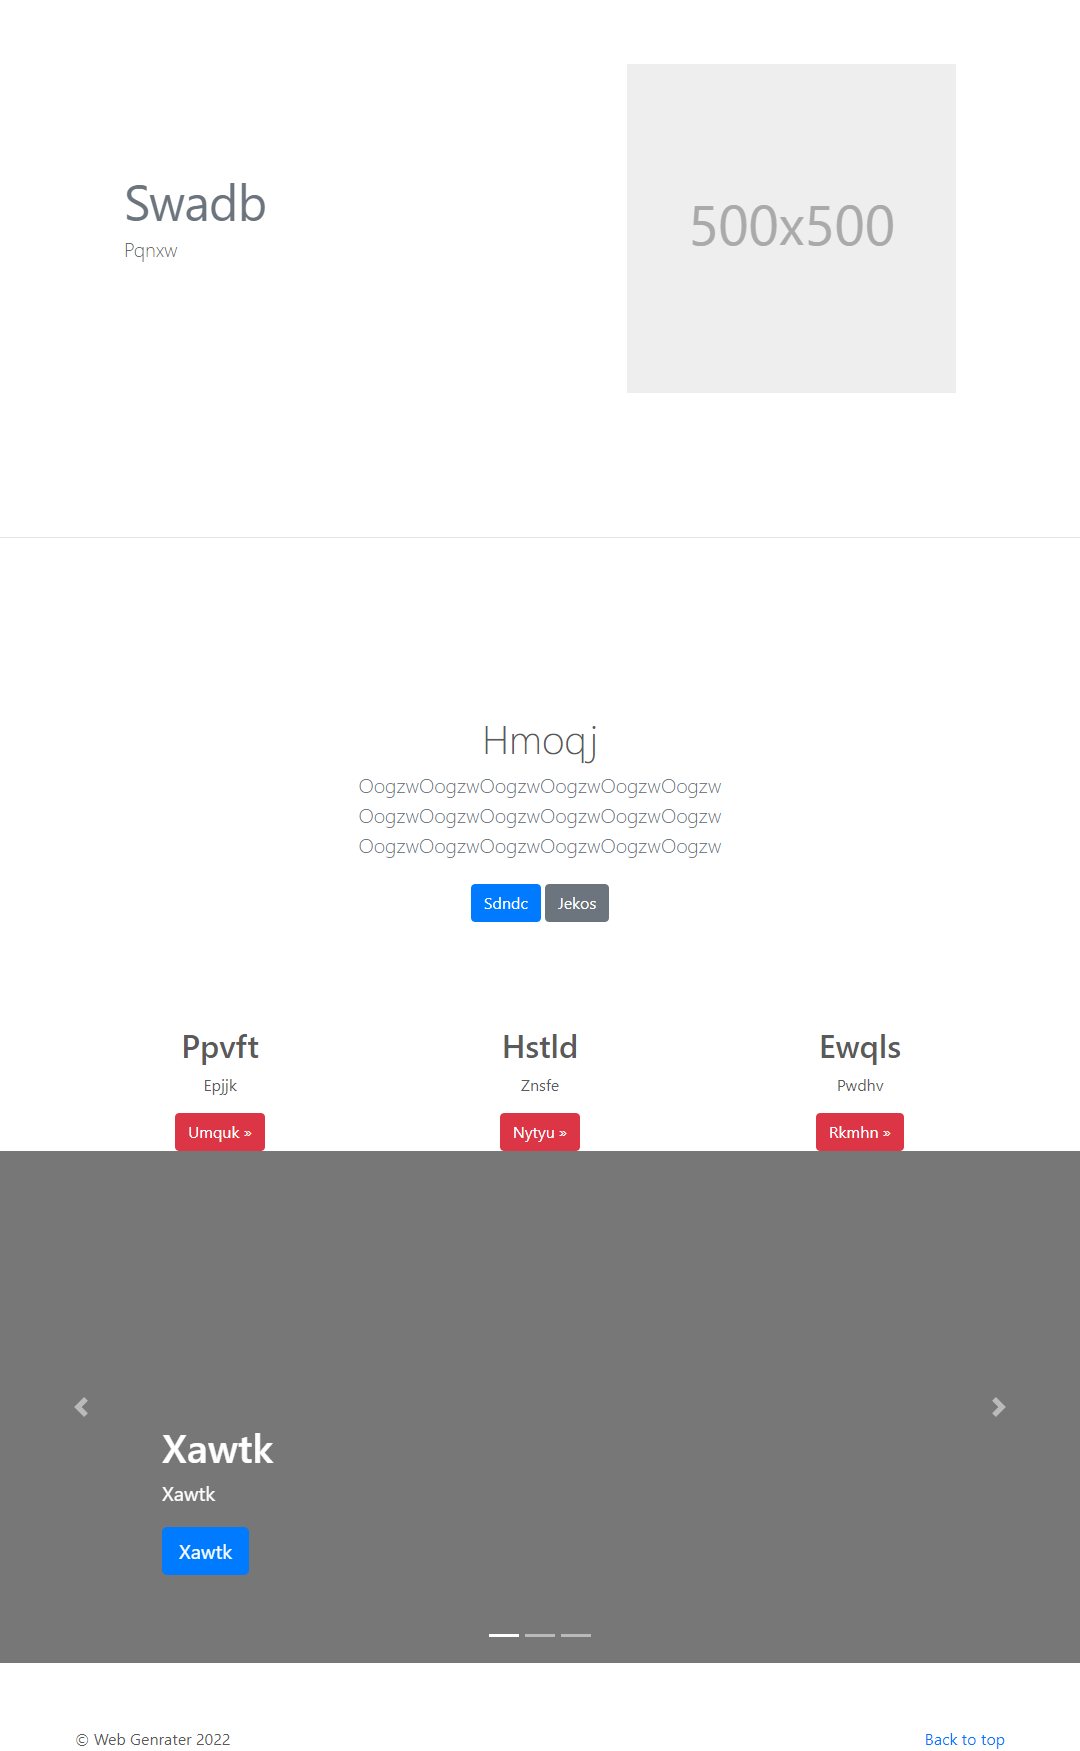 Swadb
Pqnxw
500x500
Hmoqj
OogzwOogzwOogzwOogzwOogzwOogzw
OogzwOogzwOogzwOogzwOogzwOogzw
OogzwOogzwOogzwOogzwOogzwOogzw
Sdndc Jekos
Ppvft
Epjjk
Umquk »
Hstld
Znsfe
Nytyu »
Ewqls
Pwdhv
Rkmhn »
Xawtk
Xawtk
Xawtk
© Web Genrater 2022
Back to top